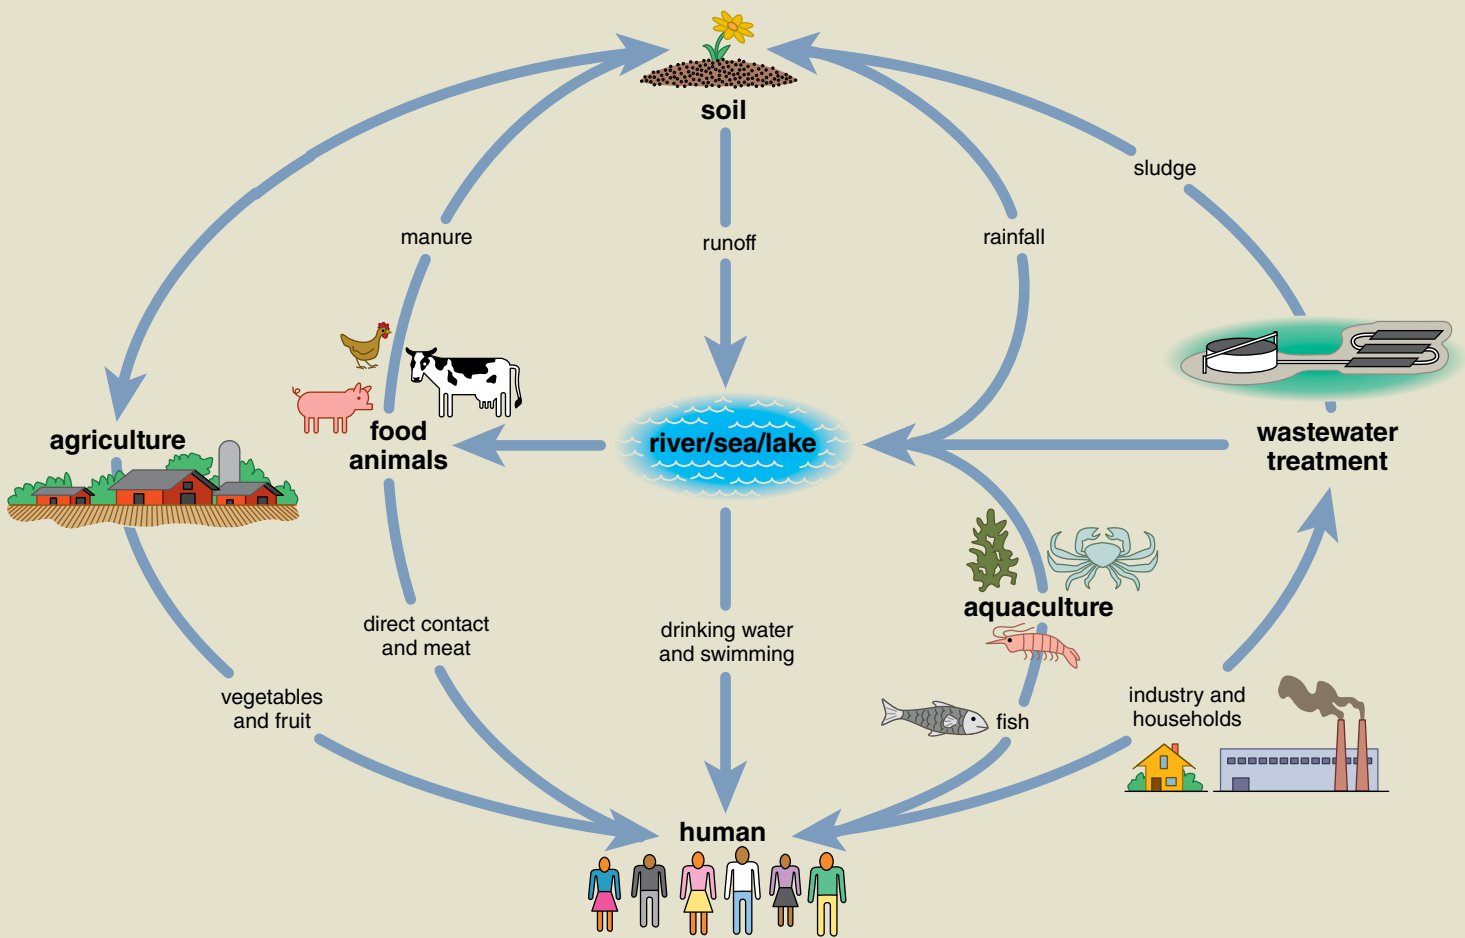 soil
sludge
manure
runoff
rainfall
agriculture
food
animals
river/sea/lake
wastewater
treatment
aquaculture
direct contact
and meat
drinking water
and swimming
vegetables
and fruit
fish
industry and
households
human